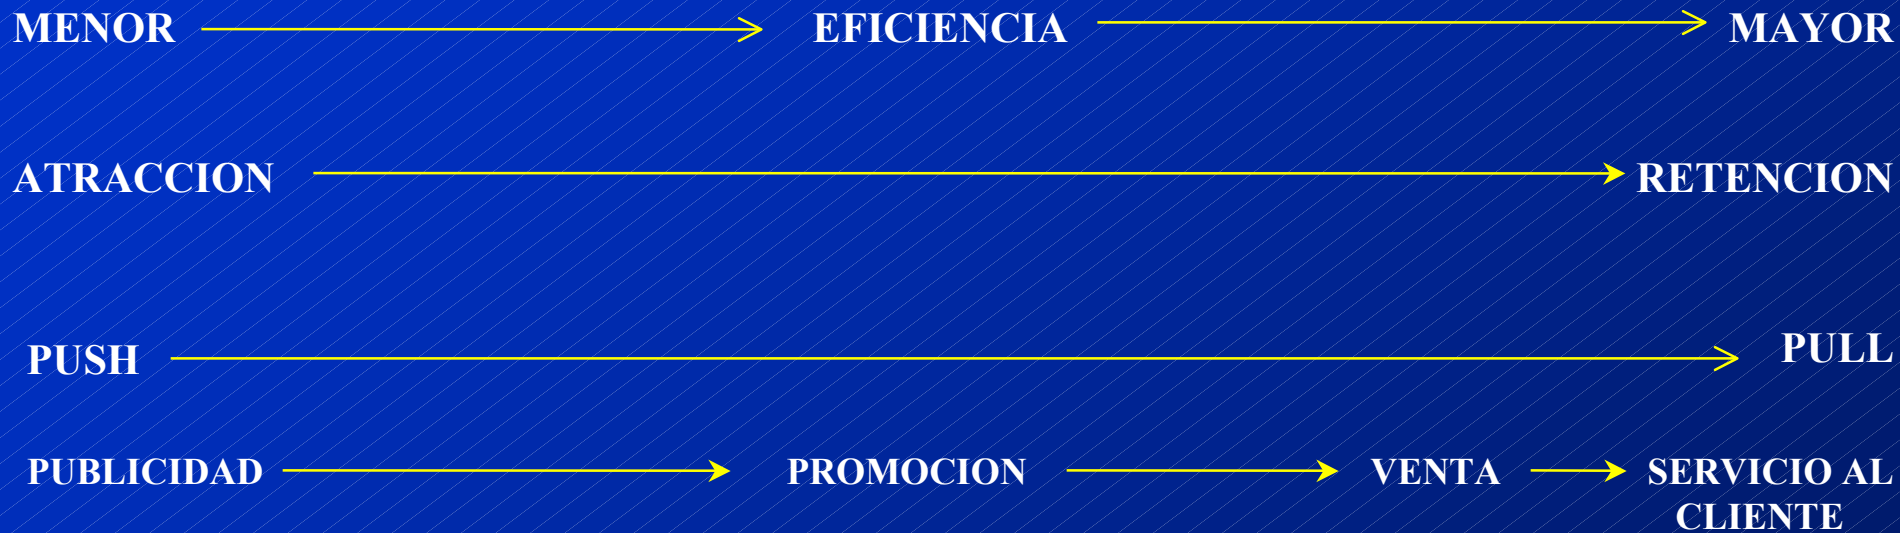 MENOR EFICIENCIA MAYOR
ATRACCION RETENCION
PUSH PULL
PUBLICIDAD PROMOCION VENTA SERVICIO AL
CLIENTE